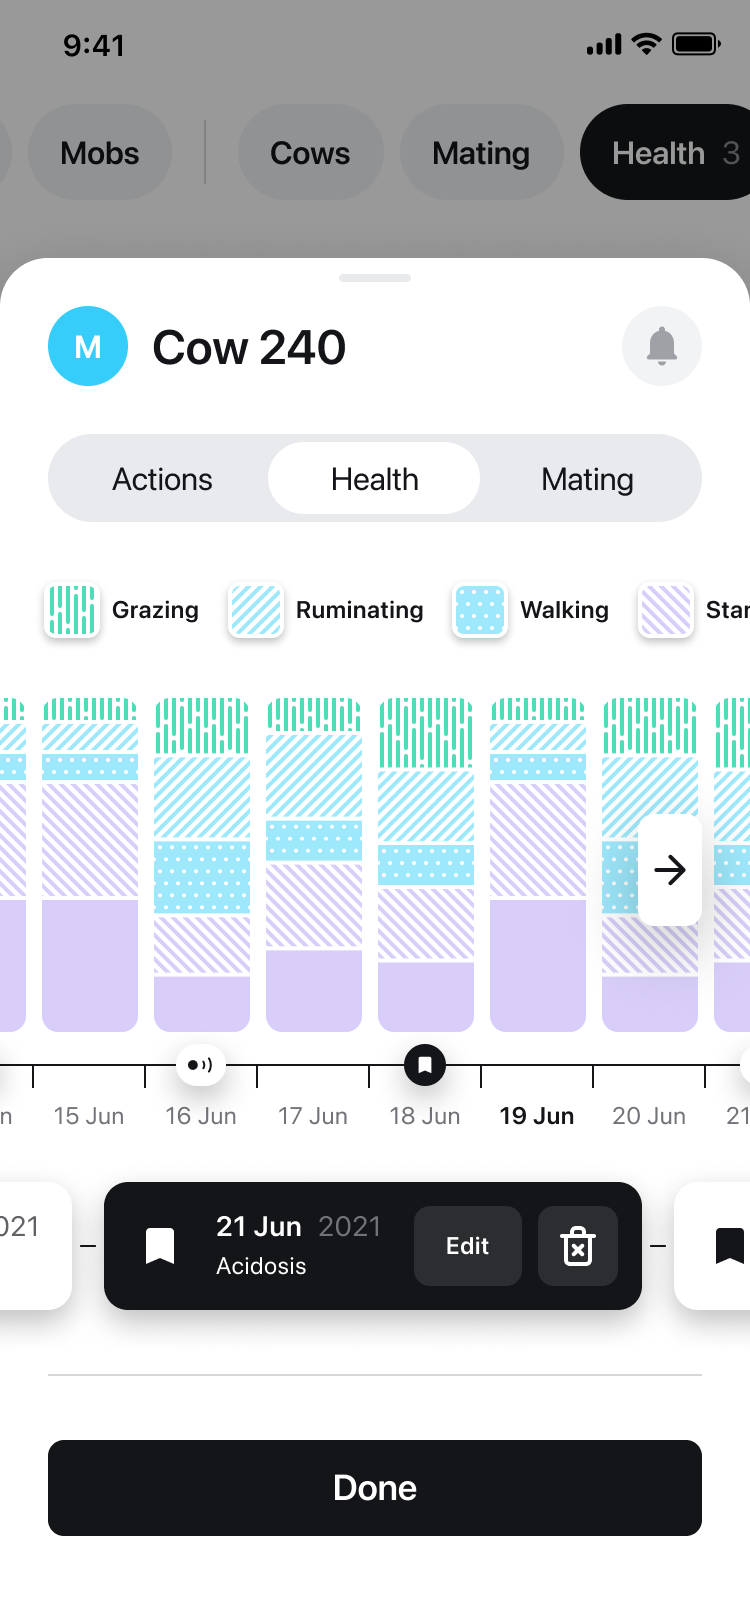 9:41
Mobs Cows Mating Health 3
M Cow 240
Actions Health Mating
Grazing Ruminating Walking
15 Jun 16 Jun 17 Jun 18 Jun 19 Jun 20 Jun 21
021 21 Jun 2021 Edit
Acidosis
Done